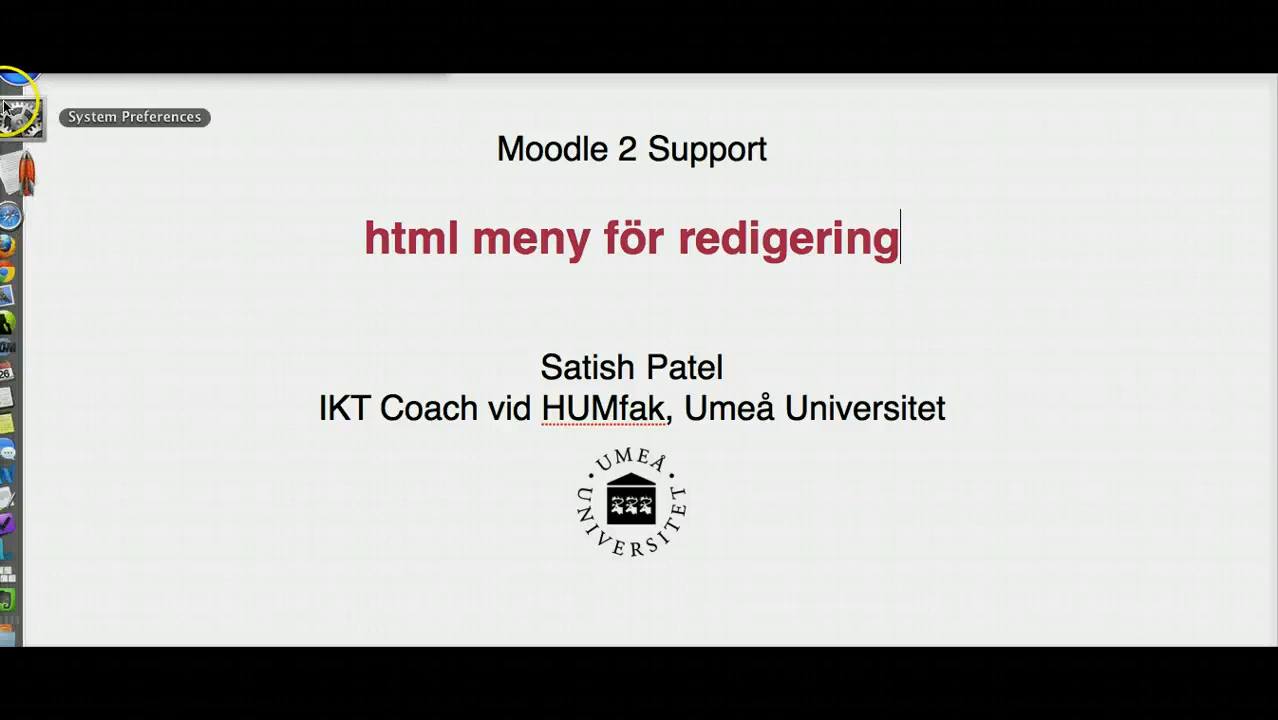 System Preferences
Moodle 2 Support
html meny för redigering
Satish Patel
IKT Coach vid HUMfak, Umeå Universitet
UMEÅ
UNIVERSITET
26